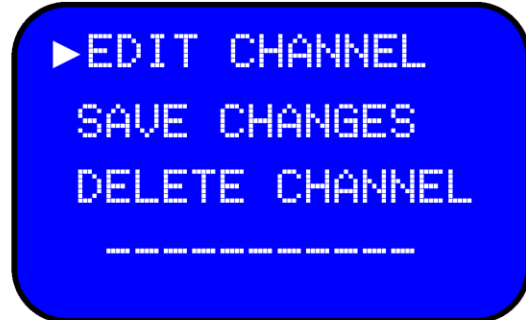 ►EDIT CHANNEL
SAVE CHANGES
DELETE CHANNEL
-----------